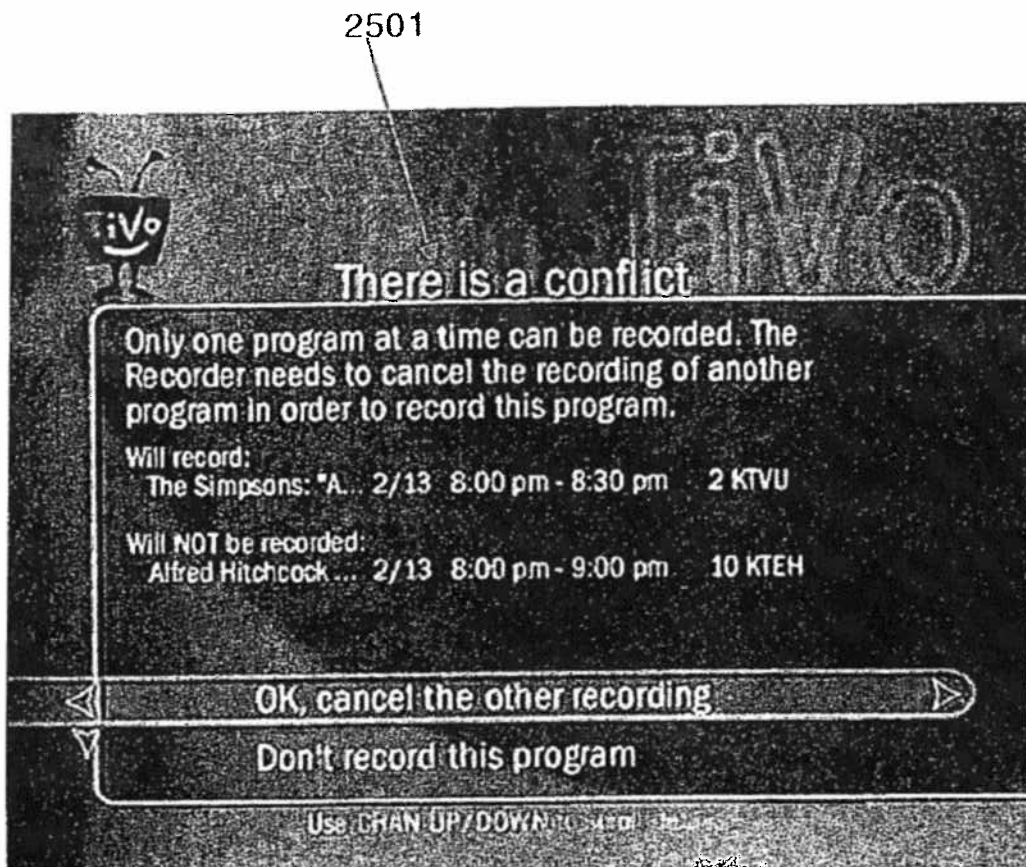 2501
TiVo
TiVo
There is a conflict
Only one program at a time can be recorded. The
Recorder needs to cancel the recording of another
program in order to record this program.
Will record:
The Simpsons: "A... 2/13 8:00 pm - 8:30 pm 2 KTVU
Will NOT be recorded:
Alfred Hitchcock ... 2/13 8:00 pm - 9:00 pm 10 KTEH
OK, cancel the other recording
Don't record this program
Use CHAN UP/DOWN to scroll